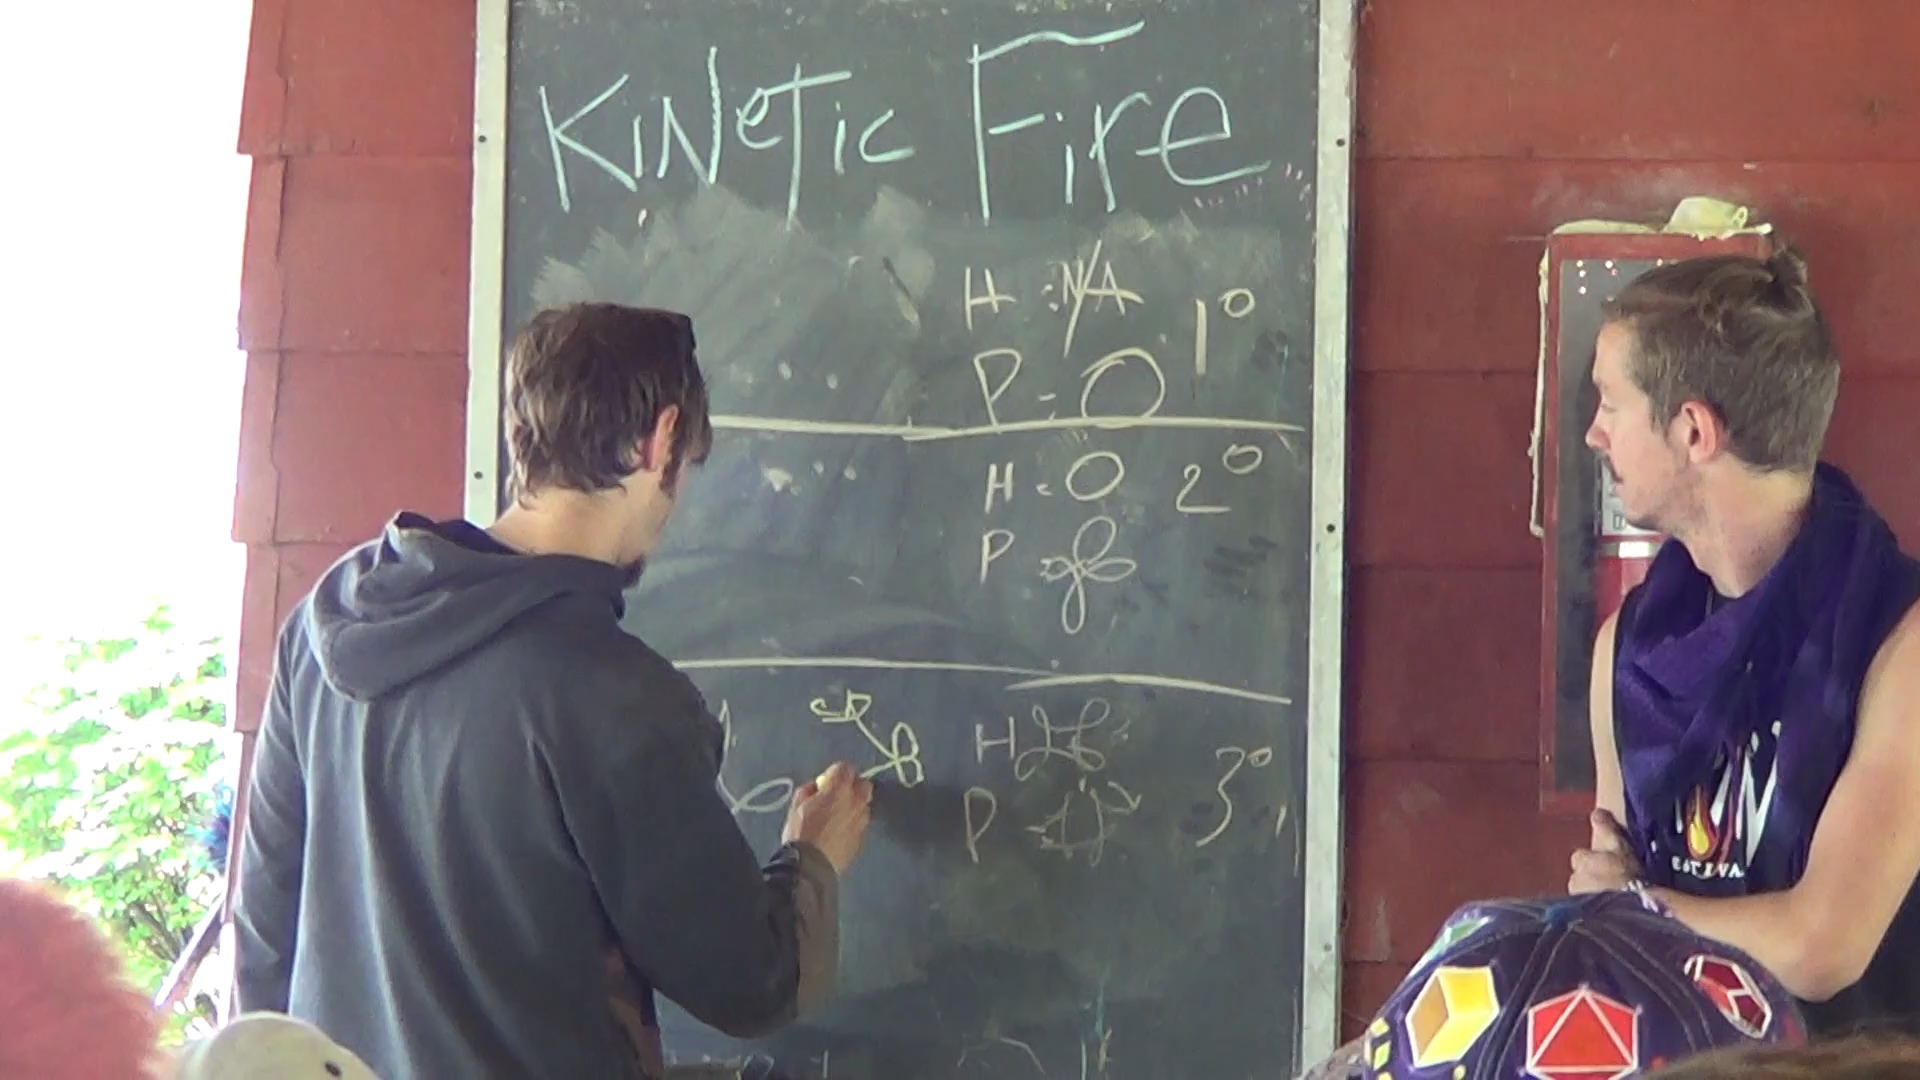 KiNeTic Fire
H : N/A 1°
P - O
H - O 2°
P
H
P 3°